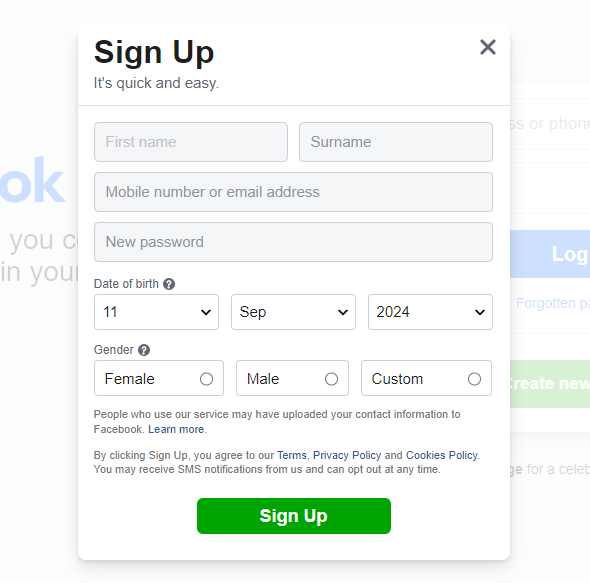 Sign Up
It's quick and easy.
First name
Surname
Mobile number or email address
New password
Date of birth ?
11
Sep
2024
Gender ?
Female
Male
Custom
People who use our service may have uploaded your contact information to
Facebook. Learn more.
By clicking Sign Up, you agree to our Terms, Privacy Policy and Cookies Policy.
You may receive SMS notifications from us and can opt out at any time.
Sign Up
ok
you c
in your
ss or phone
Log
Forgotten pa
Create new
ge for a celeb